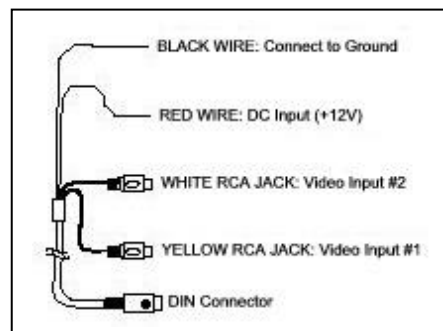 BLACK WIRE: Connect to Ground
RED WIRE: DC Input (+12V)
WHITE RCA JACK: Video Input #2
YELLOW RCA JACK: Video Input #1
DIN Connector